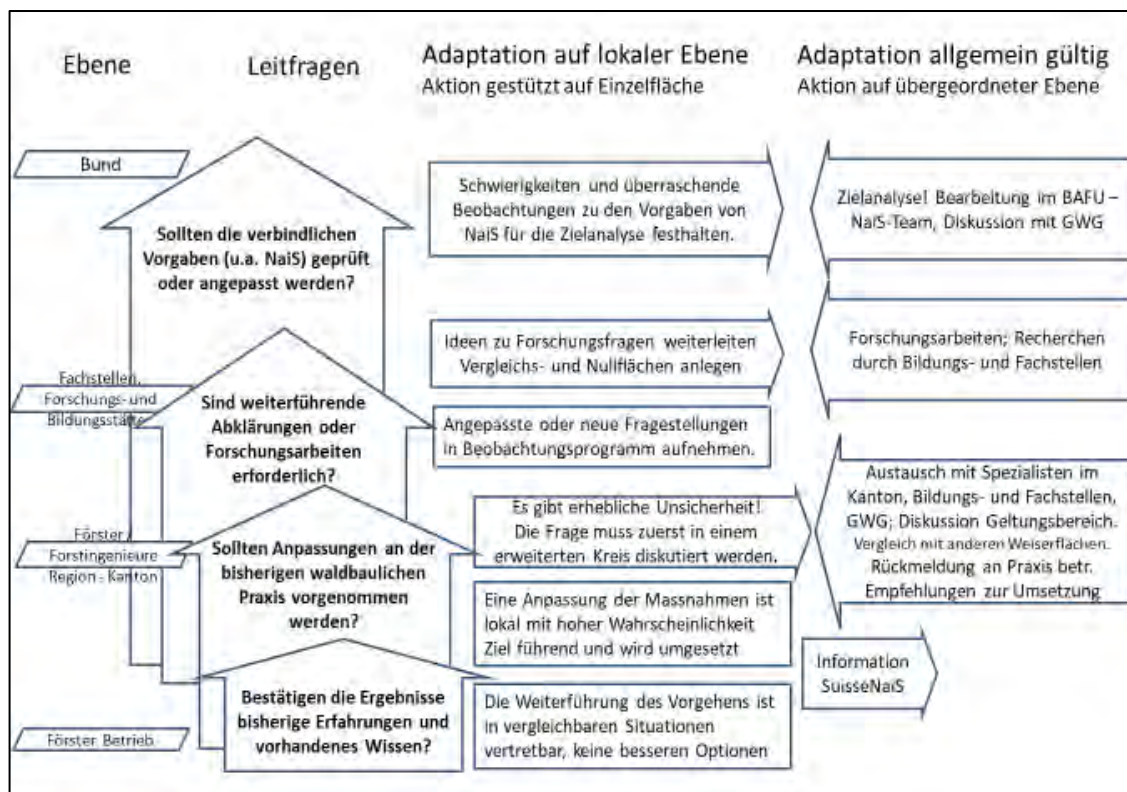 Ebene
Leitfragen
Adaptation auf lokaler Ebene
Aktion gestützt auf Einzelfläche
Adaptation allgemein gültig
Aktion auf übergeordneter Ebene
Bund
Sollten die verbindlichen
Vorgaben (u.a. NaiS) geprüft
oder angepasst werden?
Schwierigkeiten und überraschende
Beobachtungen zu den Vorgaben von
NaiS für die Zielanalyse festhalten.
Zielanalyse! Bearbeitung im BAFU –
NaiS-Team, Diskussion mit GWG
Fachstellen,
Forschungs- und
Bildungsstätte
Sind weiterführende
Abklärungen oder
Forschungsarbeiten
erforderlich?
Ideen zu Forschungsfragen weiterleiten
Vergleichs- und Nullflächen anlegen
Forschungsarbeiten; Recherchen
durch Bildungs- und Fachstellen
Angepasste oder neue Fragestellungen
in Beobachtungsprogramm aufnehmen.
Förster /
Forstingenieure
Region - Kanton
Sollten Anpassungen an der
bisherigen waldbaulichen
Praxis vorgenommen
werden?
Es gibt erhebliche Unsicherheit!
Die Frage muss zuerst in einem
erweiterten Kreis diskutiert werden.
Austausch mit Spezialisten im
Kanton, Bildungs- und Fachstellen,
GWG; Diskussion Geltungsbereich.
Vergleich mit anderen Weiserflächen.
Rückmeldung an Praxis betr.
Empfehlungen zur Umsetzung
Eine Anpassung der Massnahmen ist
lokal mit hoher Wahrscheinlichkeit
Ziel führend und wird umgesetzt
Information
SuisseNaiS
Förster Betrieb
Bestätigen die Ergebnisse
bisherige Erfahrungen und
vorhandenes Wissen?
Die Weiterführung des Vorgehens ist
in vergleichbaren Situationen
vertretbar, keine besseren Optionen